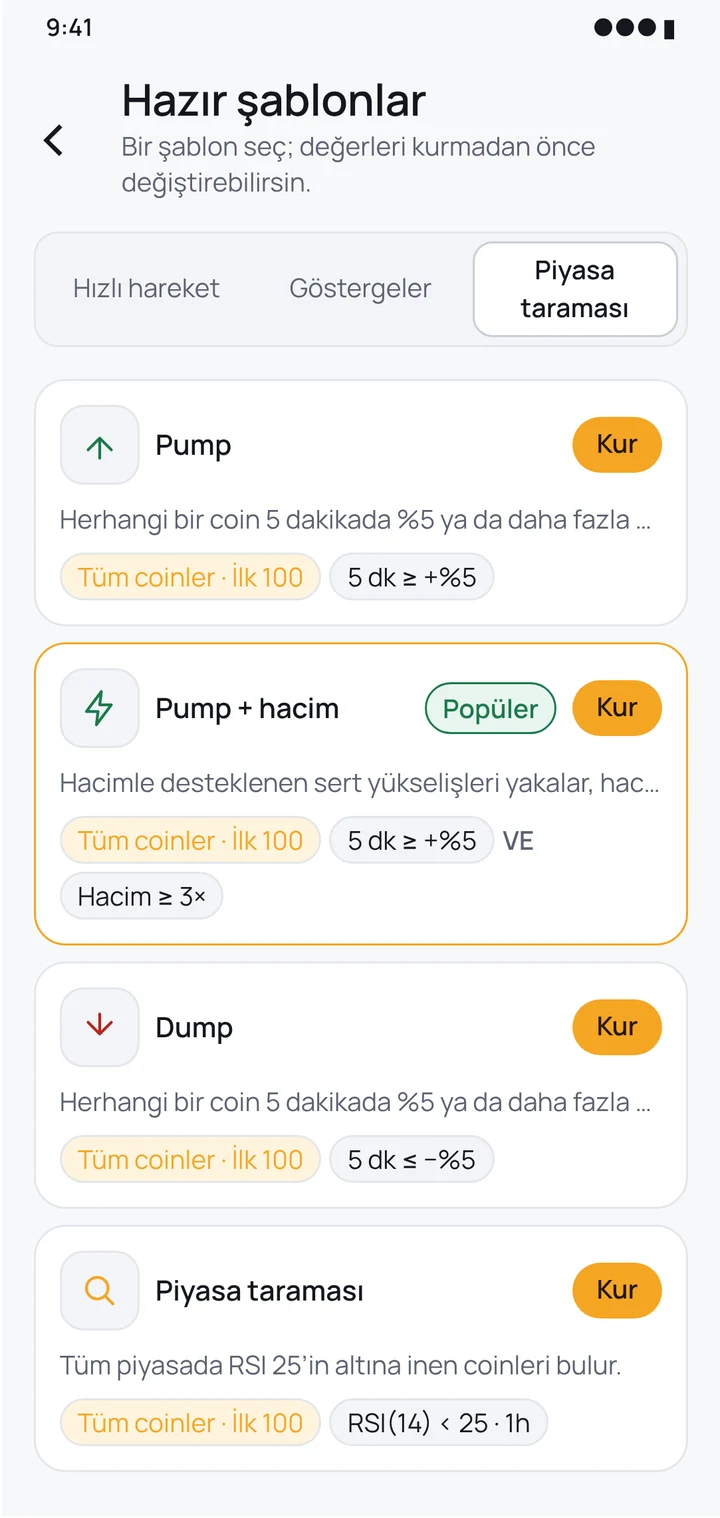 9:41
Hazır şablonlar
Bir şablon seç; değerleri kurmadan önce
değiştirebilirsin.
Hızlı hareket
Göstergeler
Piyasa
taraması
Pump
Kur
Herhangi bir coin 5 dakikada %5 ya da daha fazla ...
Tüm coinler · İlk 100
5 dk ≥ +%5
Pump + hacim
Popüler
Kur
Hacimle desteklenen sert yükselişleri yakalar, hac...
Tüm coinler · İlk 100
5 dk ≥ +%5
VE
Hacim ≥ 3×
Dump
Kur
Herhangi bir coin 5 dakikada %5 ya da daha fazla ...
Tüm coinler · İlk 100
5 dk ≤ −%5
Piyasa taraması
Kur
Tüm piyasada RSI 25’in altına inen coinleri bulur.
Tüm coinler · İlk 100
RSI(14) < 25 · 1h